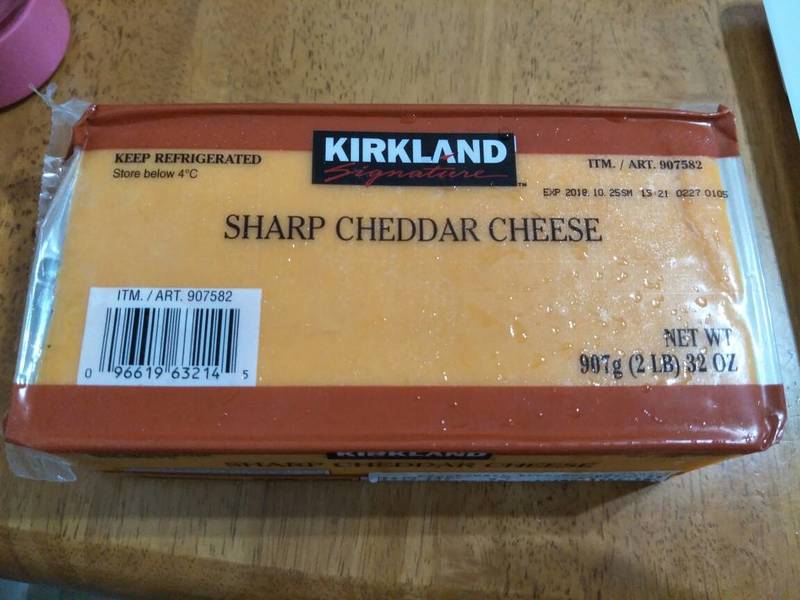 KEEP REFRIGERATED
Store below 4°C
KIRKLAND
Signature
TM
ITM. / ART. 907582
EXP 2018. 10. 25SM 15:21 0227 0105
SHARP CHEDDAR CHEESE
ITM. / ART. 907582
0 96619 63214 5
NET WT
907g (2 LB) 32 OZ
KIRKLAND
SHARP CHEDDAR CHEESE